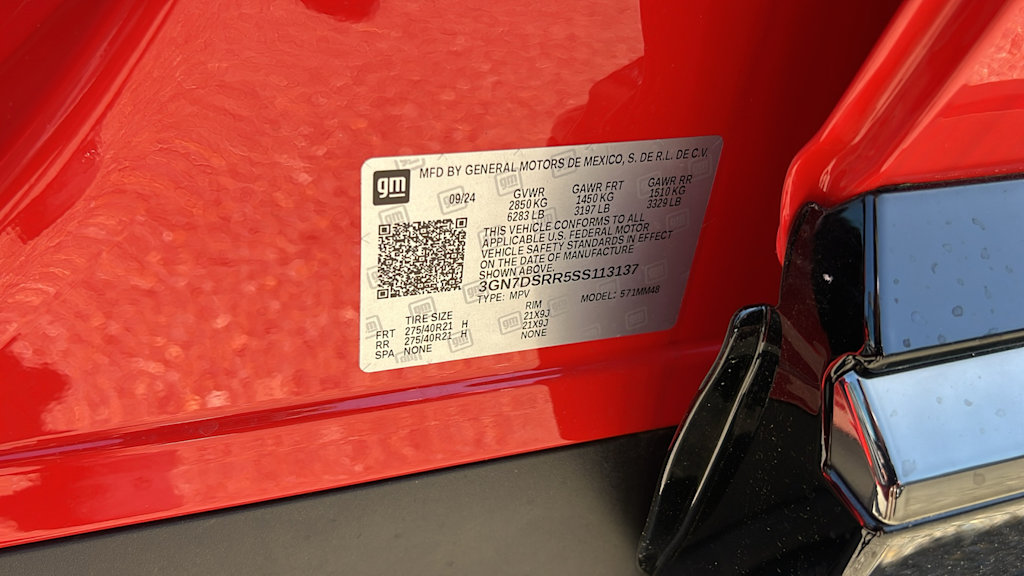 gm
MFD BY GENERAL MOTORS DE MEXICO, S. DE R.L. DE C.V.
09/24 GVWR GAWR FRT GAWR RR
2850 KG 1450 KG 1510 KG
6283 LB 3197 LB 3329 LB
THIS VEHICLE CONFORMS TO ALL
APPLICABLE U.S. FEDERAL MOTOR
VEHICLE SAFETY STANDARDS IN EFFECT
ON THE DATE OF MANUFACTURE
SHOWN ABOVE.
3GN7DSRR5SS113137
TYPE: MPV MODEL: 571MM48
TIRE SIZE RIM
FRT 275/40R21 H 21X9J
RR 275/40R21 H 21X9J
SPA NONE NONE